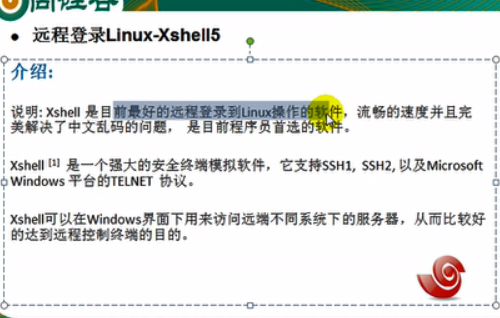 尚硅谷
• 远程登录Linux-Xshell5
介绍:
说明: Xshell 是目前最好的远程登录到Linux操作的软件，流畅的速度并且完
美解决了中文乱码的问题， 是目前程序员首选的软件。
Xshell [1] 是一个强大的安全终端模拟软件，它支持SSH1, SSH2, 以及Microsoft
Windows 平台的TELNET 协议。
Xshell可以在Windows界面下用来访问远端不同系统下的服务器，从而比较好
的达到远程控制终端的目的。